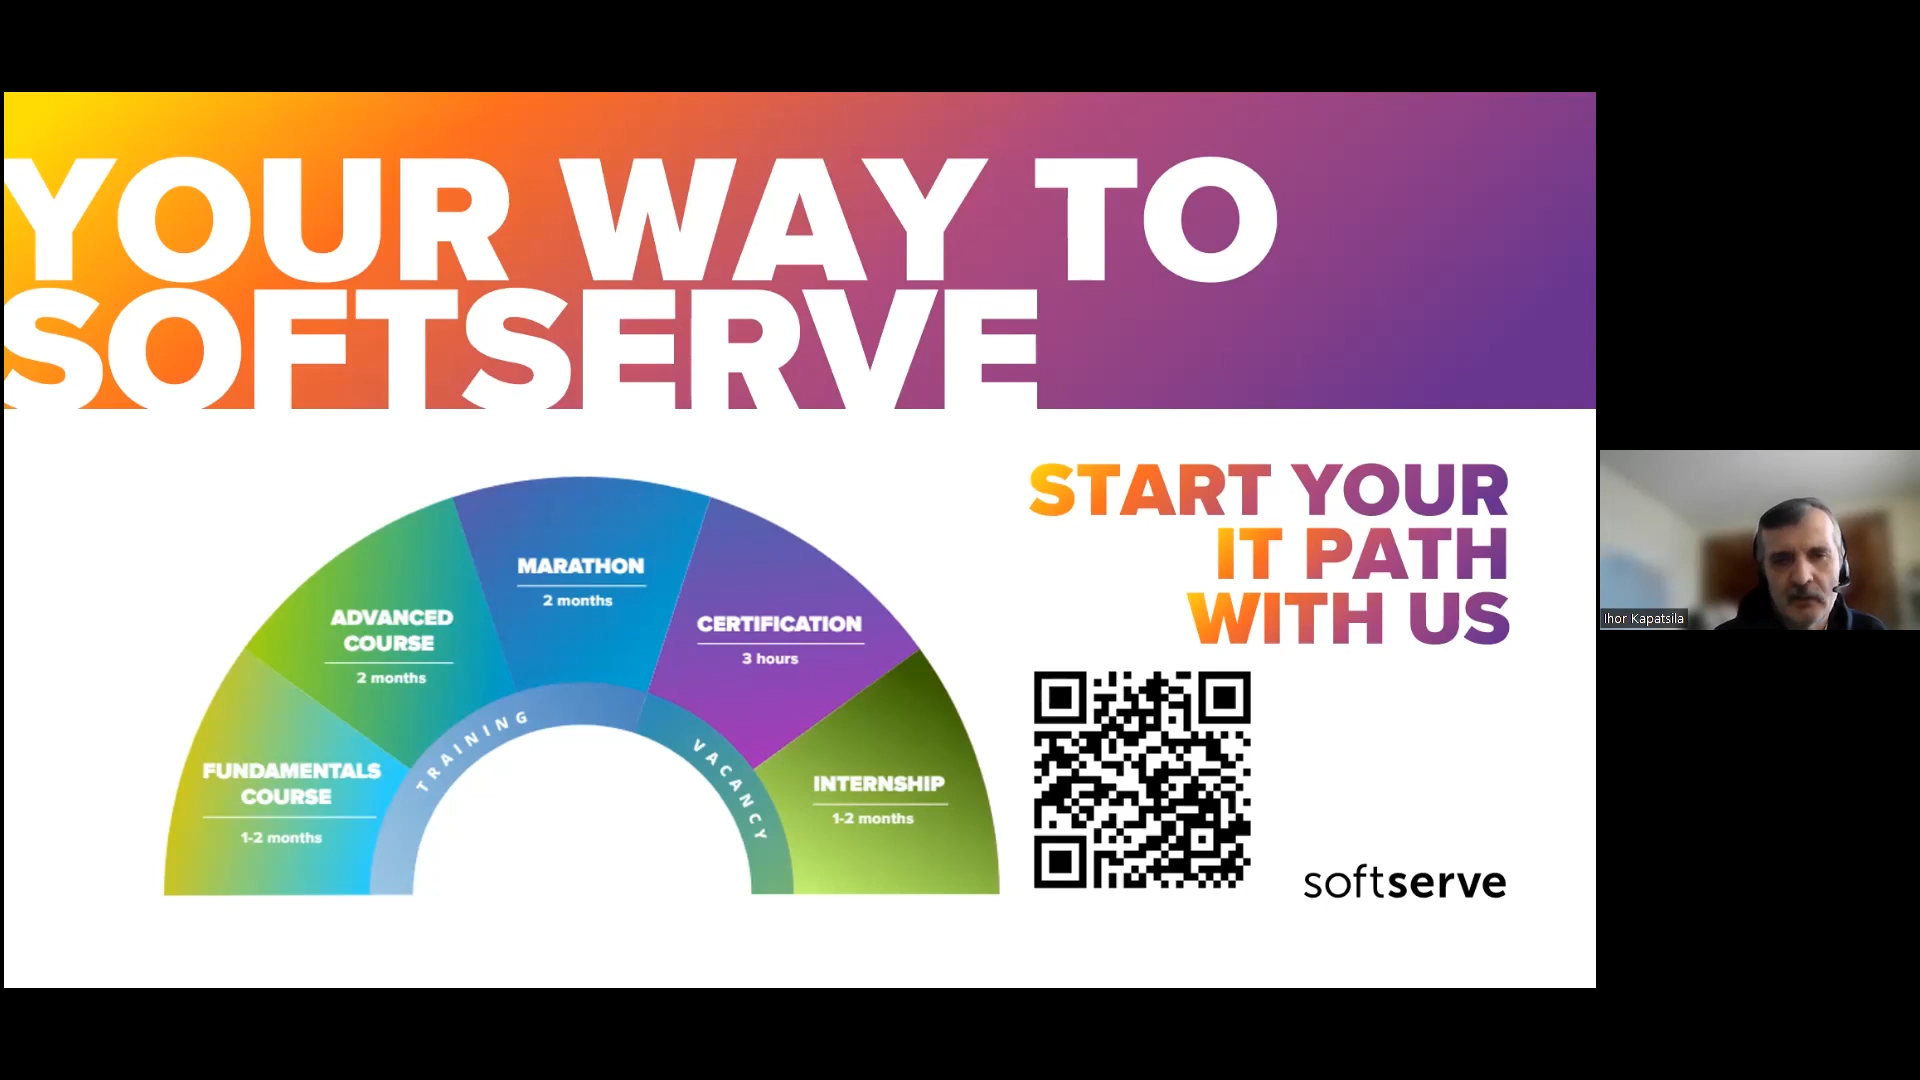 YOUR WAY TO
SOFTSERVE
START YOUR
IT PATH
WITH US
MARATHON
2 months
ADVANCED
COURSE
2 months
CERTIFICATION
3 hours
FUNDAMENTALS
COURSE
1-2 months
INTERNSHIP
1-2 months
TRAINING
VACANCY
softserve
Ihor Kapatsila